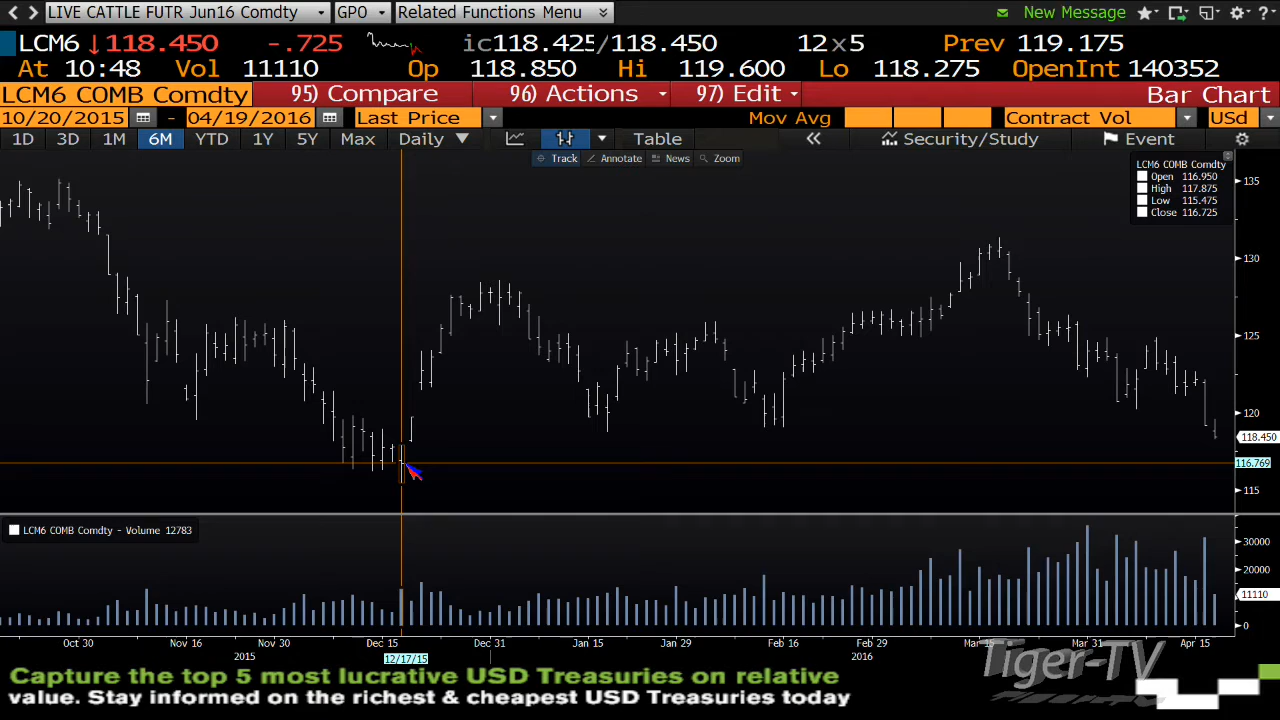 LIVE CATTLE FUTR Jun16 Comdty GPO Related Functions Menu New Message
LCM6 ↓118.450 -.725 ic118.425/118.450 12x5 Prev 119.175
At 10:48 Vol 11110 Op 118.850 Hi 119.600 Lo 118.275 OpenInt 140352
LCM6 COMB Comdty 95) Compare 96) Actions 97) Edit Bar Chart
10/20/2015 - 04/19/2016 Last Price Mov Avg Contract Vol USd
1D 3D 1M 6M YTD 1Y 5Y Max Daily Table Security/Study Event
Track Annotate News Zoom
LCM6 COMB Comdty
Open 116.950
High 117.875
Low 115.475
Close 116.725
135
130
125
120
118.450
116.769
115
LCM6 COMB Comdty - Volume 12783
30000
20000
11110
0
Oct 30 Nov 16 Nov 30 Dec 15 Dec 31 Jan 15 Jan 29 Feb 16 Feb 29 Mar 15 Mar 31 Apr 15
2015 12/17/15 2016
Tiger-TV
Capture the top 5 most lucrative USD Treasuries on relative
value. Stay informed on the richest & cheapest USD Treasuries today